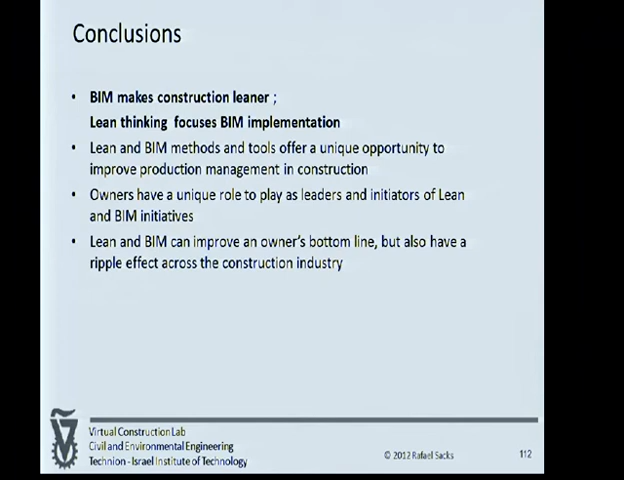 Conclusions
• BIM makes construction leaner ;
Lean thinking focuses BIM implementation
• Lean and BIM methods and tools offer a unique opportunity to
improve production management in construction
• Owners have a unique role to play as leaders and initiators of Lean
and BIM initiatives
• Lean and BIM can improve an owner's bottom line, but also have a
ripple effect across the construction industry
Virtual Construction Lab
Civil and Environmental Engineering
Technion - Israel Institute of Technology
© 2012 Rafael Sacks
112